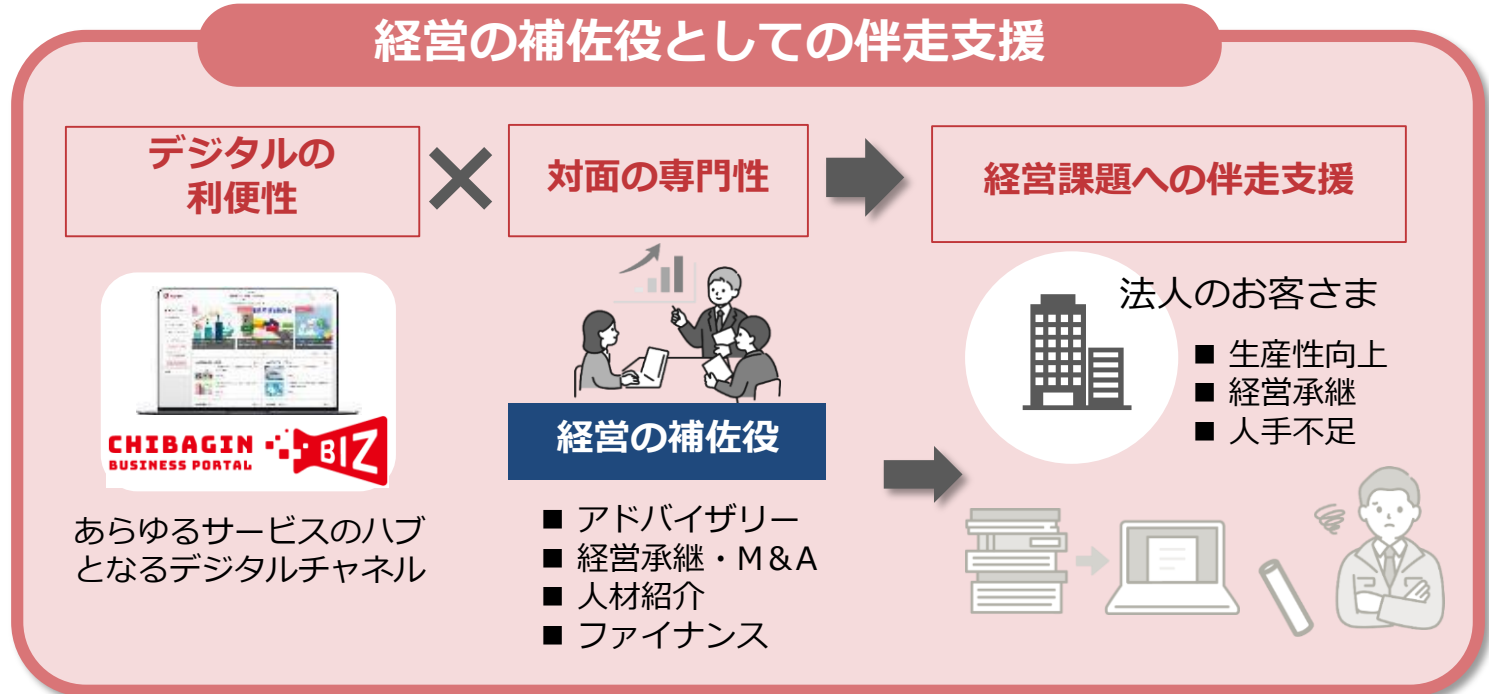 経営の補佐役としての伴走支援
デジタルの
利便性
対面の専門性
経営課題への伴走支援
CHIBAGIN
BUSINESS PORTAL
BIZ
あらゆるサービスのハブ
となるデジタルチャネル
経営の補佐役
■ アドバイザリー
■ 経営承継・M&A
■ 人材紹介
■ ファイナンス
法人のお客さま
■ 生産性向上
■ 経営承継
■ 人手不足